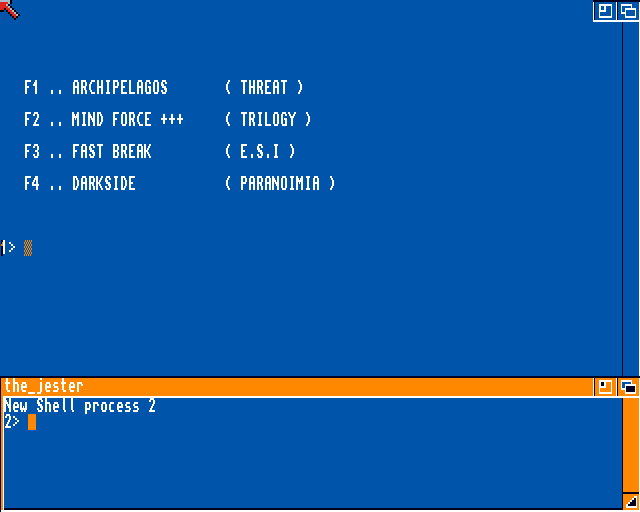 F1 .. ARCHIPELAGOS ( THREAT )
F2 .. MIND FORCE +++ ( TRILOGY )
F3 .. FAST BREAK ( E.S.I )
F4 .. DARKSIDE ( PARANOIMIA )
1>
the_jester
New Shell process 2
2>